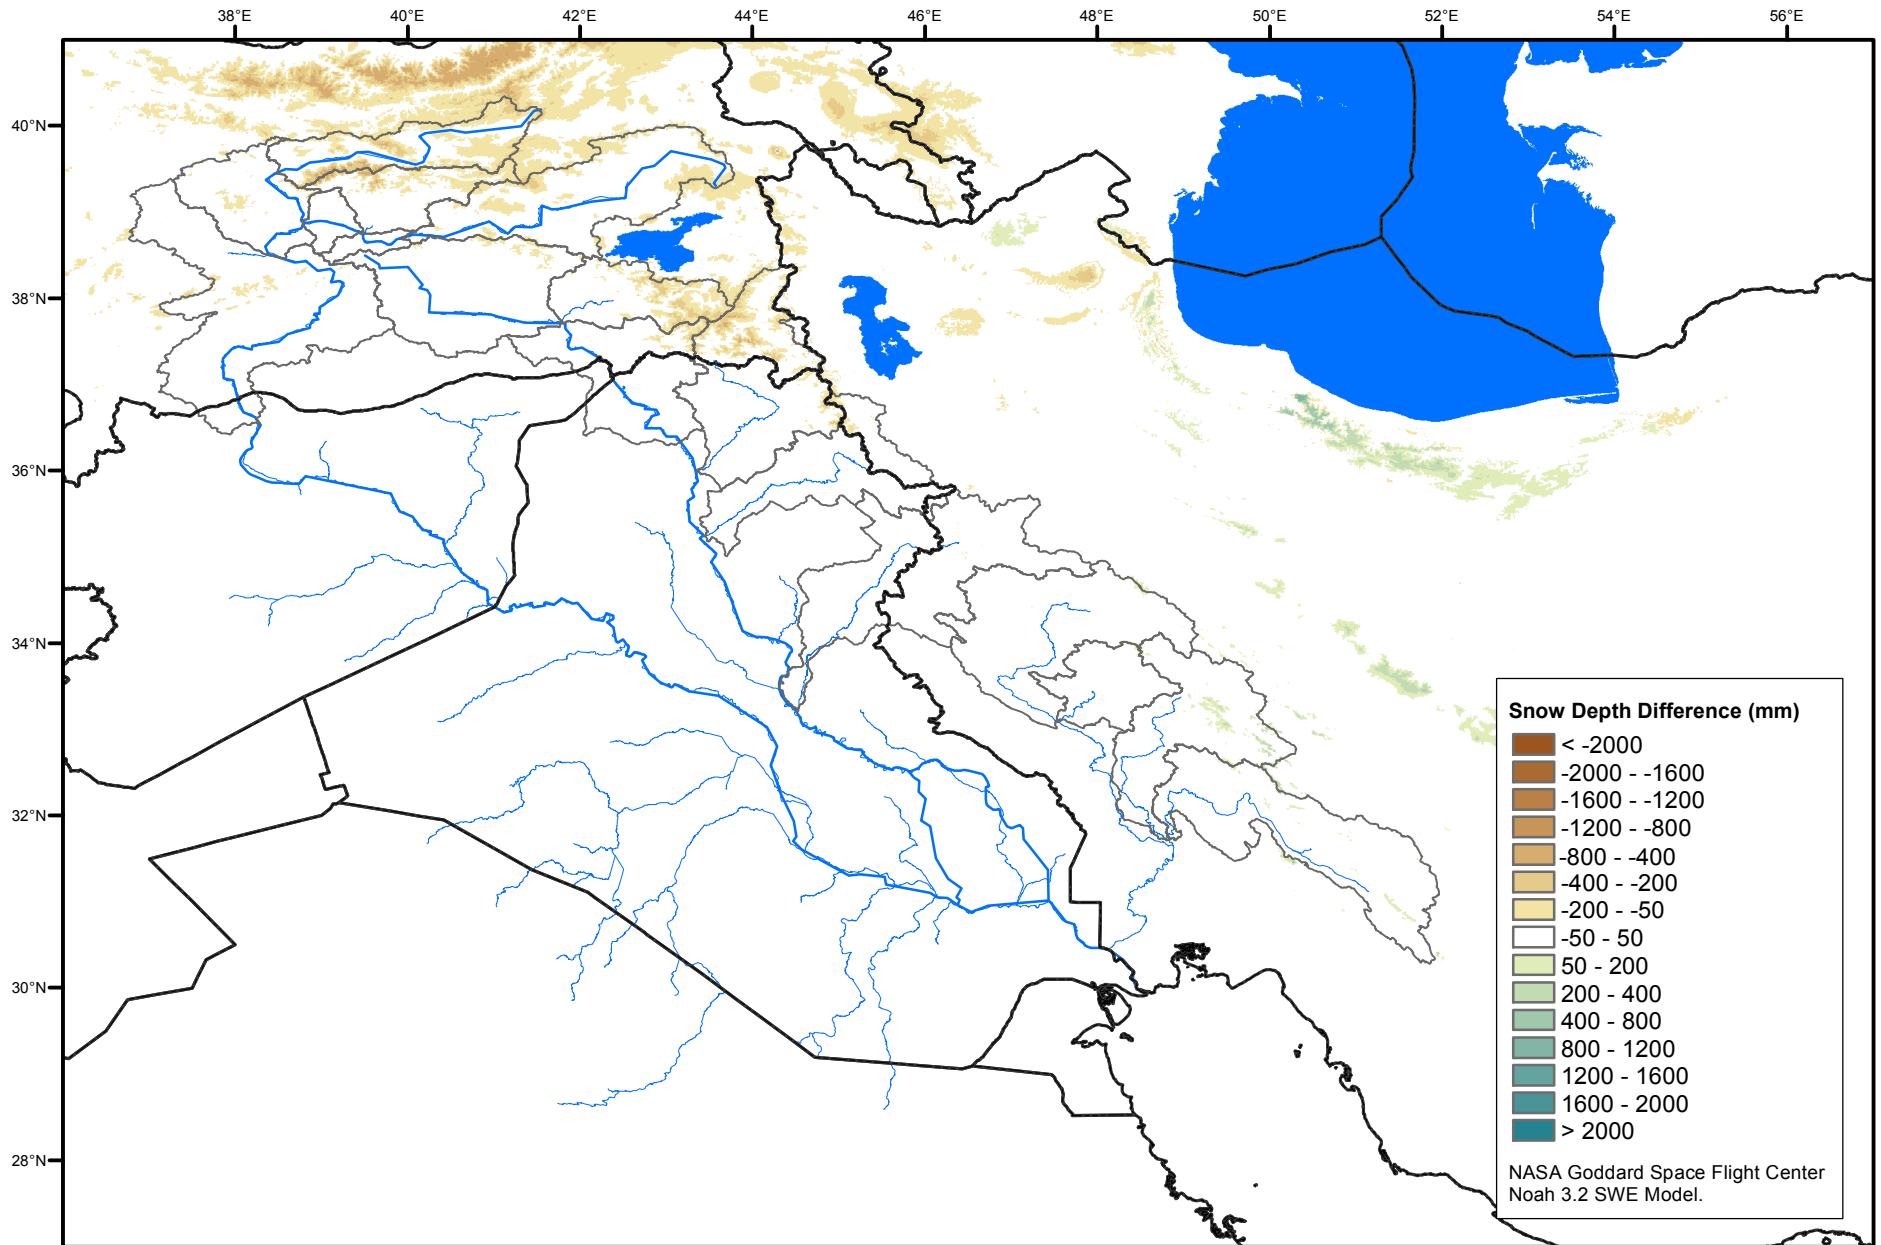 38°E 40°E 42°E 44°E 46°E 48°E 50°E 52°E 54°E 56°E
40°N
38°N
36°N
34°N
32°N
30°N
28°N
Snow Depth Difference (mm)
< -2000
-2000 - -1600
-1600 - -1200
-1200 - -800
-800 - -400
-400 - -200
-200 - -50
-50 - 50
50 - 200
200 - 400
400 - 800
800 - 1200
1200 - 1600
1600 - 2000
> 2000
NASA Goddard Space Flight Center
Noah 3.2 SWE Model.